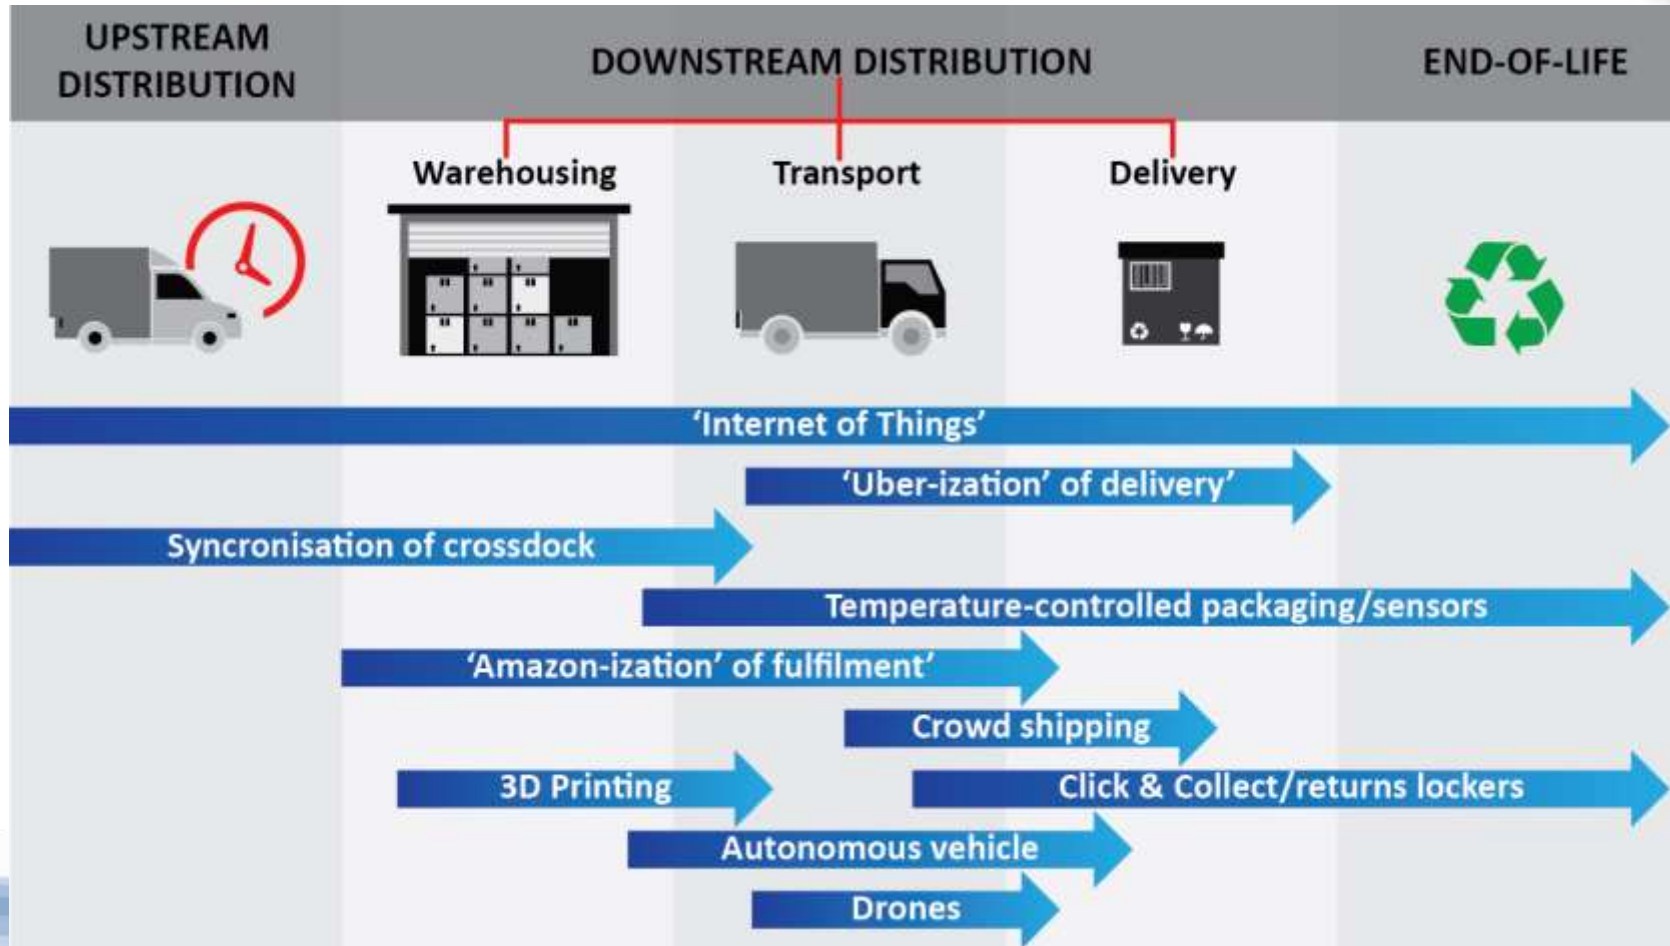 UPSTREAM
DISTRIBUTION
DOWNSTREAM DISTRIBUTION
END-OF-LIFE
Warehousing
Transport
Delivery
‘Internet of Things’
‘Uber-ization’ of delivery’
Syncronisation of crossdock
Temperature-controlled packaging/sensors
‘Amazon-ization’ of fulfilment’
Crowd shipping
3D Printing
Click & Collect/returns lockers
Autonomous vehicle
Drones